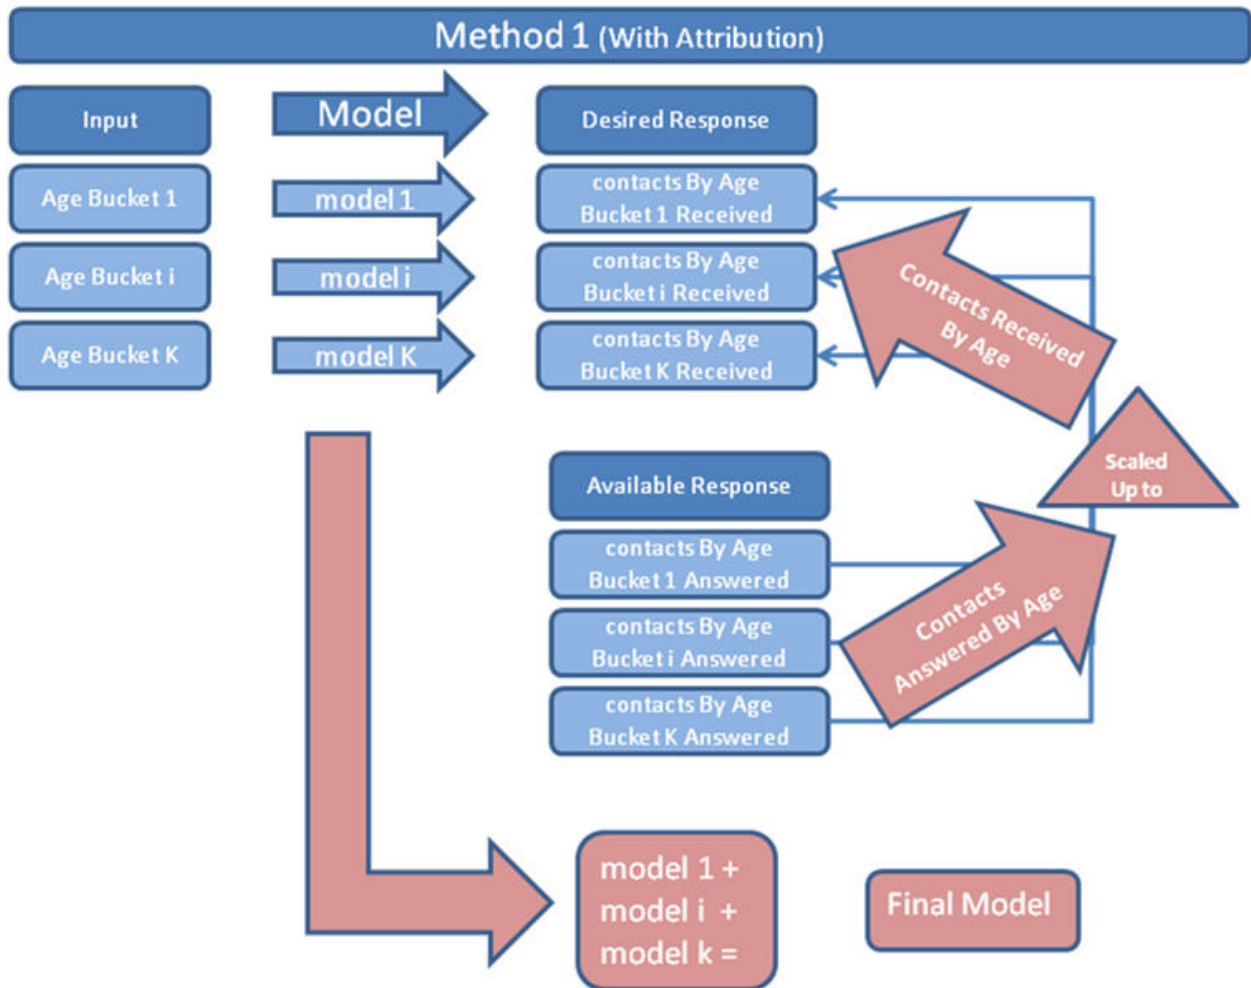 Method 1 (With Attribution)
Input
Model
Desired Response
Age Bucket 1
model 1
contacts By Age
Bucket 1 Received
Age Bucket i
model i
contacts By Age
Bucket i Received
Age Bucket K
model K
contacts By Age
Bucket K Received
Contacts Received
By Age
Scaled
Up to
Available Response
contacts By Age
Bucket 1 Answered
contacts By Age
Bucket i Answered
contacts By Age
Bucket K Answered
Contacts
Answered By Age
model 1 +
model i +
model k =
Final Model